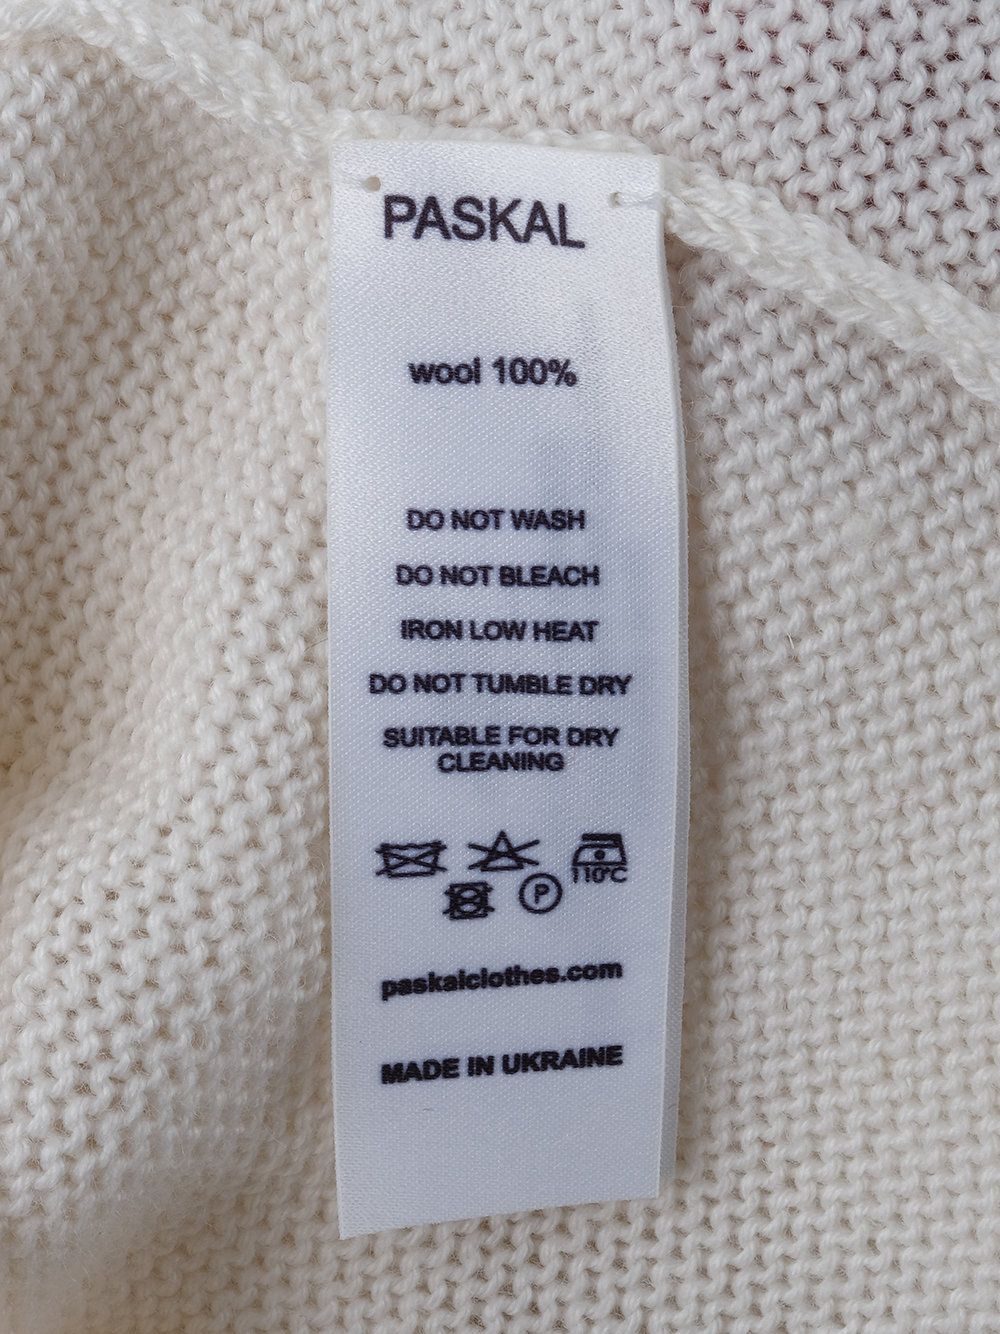 PASKAL
wool 100%
DO NOT WASH
DO NOT BLEACH
IRON LOW HEAT
DO NOT TUMBLE DRY
SUITABLE FOR DRY
CLEANING
110°C
P
paskalclothes.com
MADE IN UKRAINE